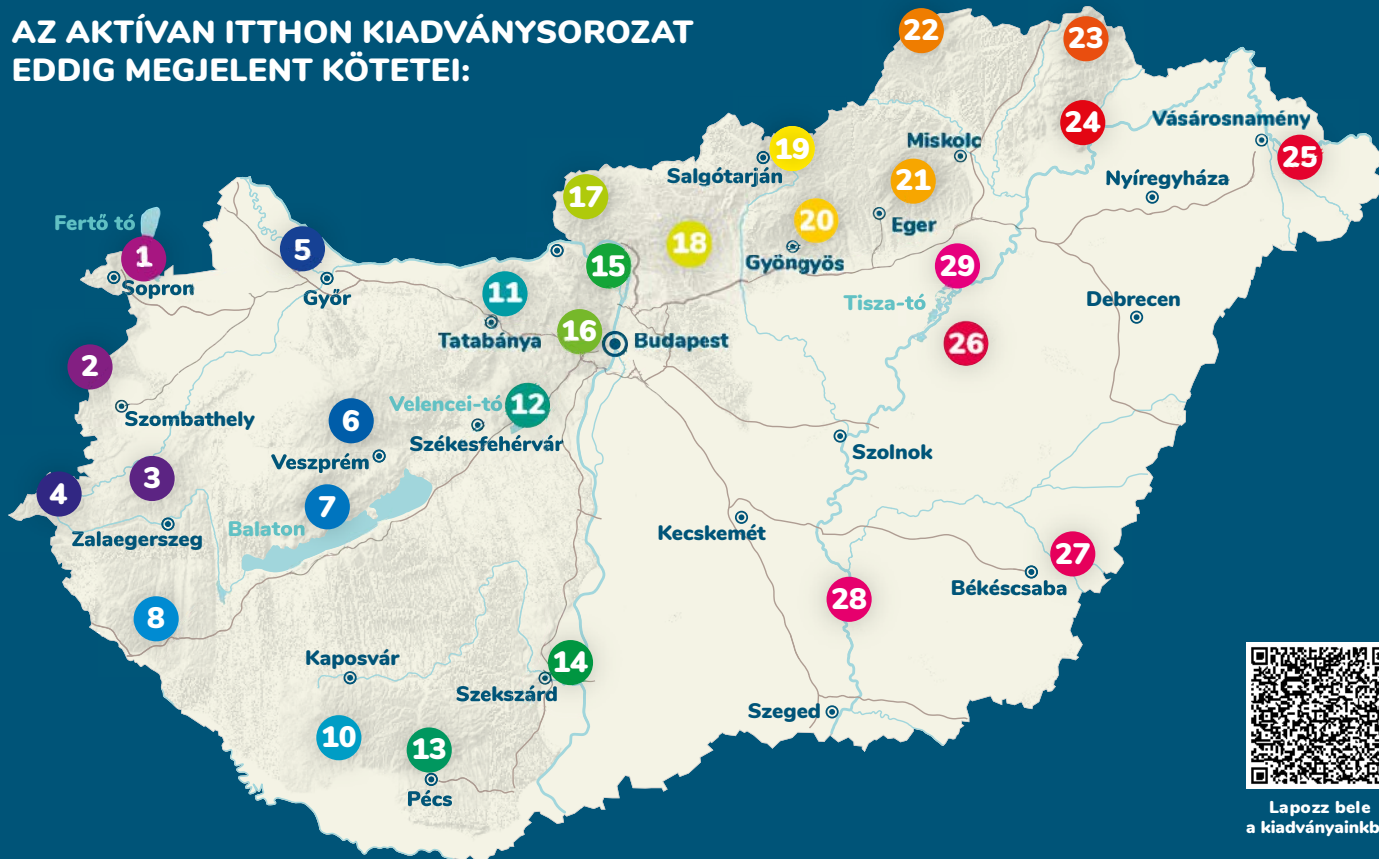 AZ AKTÍVAN ITTHON KIADVÁNYSOROZAT
EDDIG MEGJELENT KÖTETEI:
22
23
24
Vásárosnamény
19
Miskolc
25
Salgótarján
21
Nyíregyháza
17
Fertő tó
20
Eger
5
18
1
15
Gyöngyös
29
Sopron
Győr
11
Tisza-tó
Debrecen
16
Tatabánya
Budapest
26
2
Velencei-tó
12
Szombathely
6
Székesfehérvár
Veszprém
Szolnok
3
4
7
Balaton
Zalaegerszeg
Kecskemét
27
Békéscsaba
28
8
Kaposvár
14
Szekszárd
Szeged
10
13
Pécs
Lapozz bele
a kiadványainkb